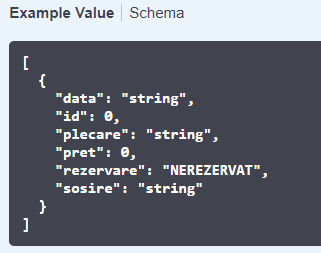 Example Value | Schema
[
  {
    "data": "string",
    "id": 0,
    "plecare": "string",
    "pret": 0,
    "rezervare": "NEREZERVAT",
    "sosire": "string"
  }
]